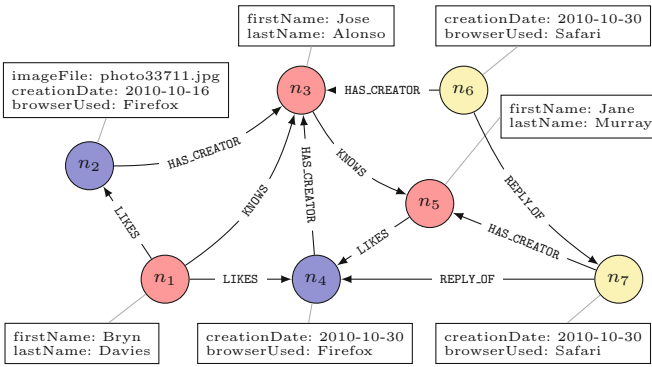 firstName: Jose
lastName: Alonso
creationDate: 2010-10-30
browserUsed: Safari
imageFile: photo33711.jpg
creationDate: 2010-10-16
browserUsed: Firefox
n3
HAS_CREATOR
n6
firstName: Jane
lastName: Murray
n2
HAS_CREATOR
HAS_CREATOR
KNOWS
REPLY_OF
LIKES
KNOWS
n5
LIKES
HAS_CREATOR
n1
LIKES
n4
REPLY_OF
n7
firstName: Bryn
lastName: Davies
creationDate: 2010-10-30
browserUsed: Firefox
creationDate: 2010-10-30
browserUsed: Safari